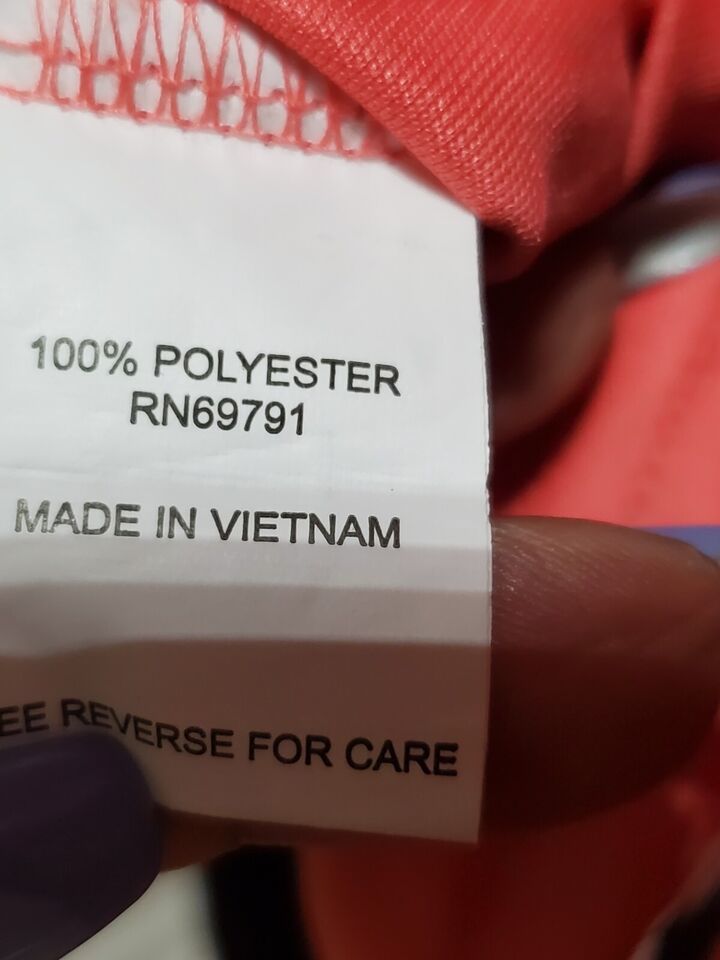 100% POLYESTER
RN69791
MADE IN VIETNAM
EE REVERSE FOR CARE